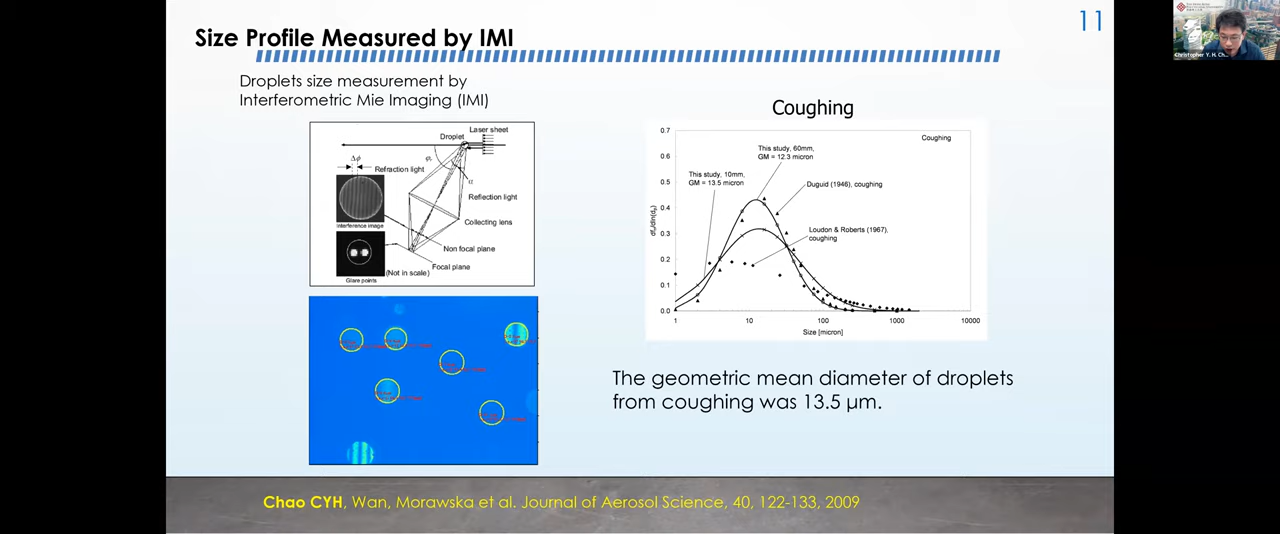 11
Size Profile Measured by IMI
Droplets size measurement by
Interferometric Mie Imaging (IMI)
Laser sheet
Droplet
Δϕ
Refraction light
α
Reflection light
Interference image
Collecting lens
Non focal plane
Focal plane
(Not in scale)
Glare points
Coughing
Coughing
0.7
0.6
0.5
0.4
0.3
0.2
0.1
0.0
This study, 60mm,
GM = 12.3 micron
This study, 10mm,
GM = 13.5 micron
Duguid (1946), coughing
Loudon & Roberts (1967),
coughing
1
10
100
1000
10000
Size [micron]
The geometric mean diameter of droplets
from coughing was 13.5 µm.
Chao CYH, Wan, Morawska et al. Journal of Aerosol Science, 40, 122-133, 2009
Christopher Y. H. Ch...